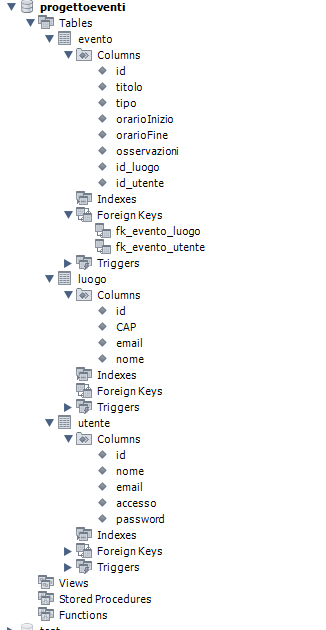 progettoeventi
Tables
evento
Columns
id
titolo
tipo
orarioInizio
orarioFine
osservazioni
id_luogo
id_utente
Indexes
Foreign Keys
fk_evento_luogo
fk_evento_utente
Triggers
luogo
Columns
id
CAP
email
nome
Indexes
Foreign Keys
Triggers
utente
Columns
id
nome
email
accesso
password
Indexes
Foreign Keys
Triggers
Views
Stored Procedures
Functions